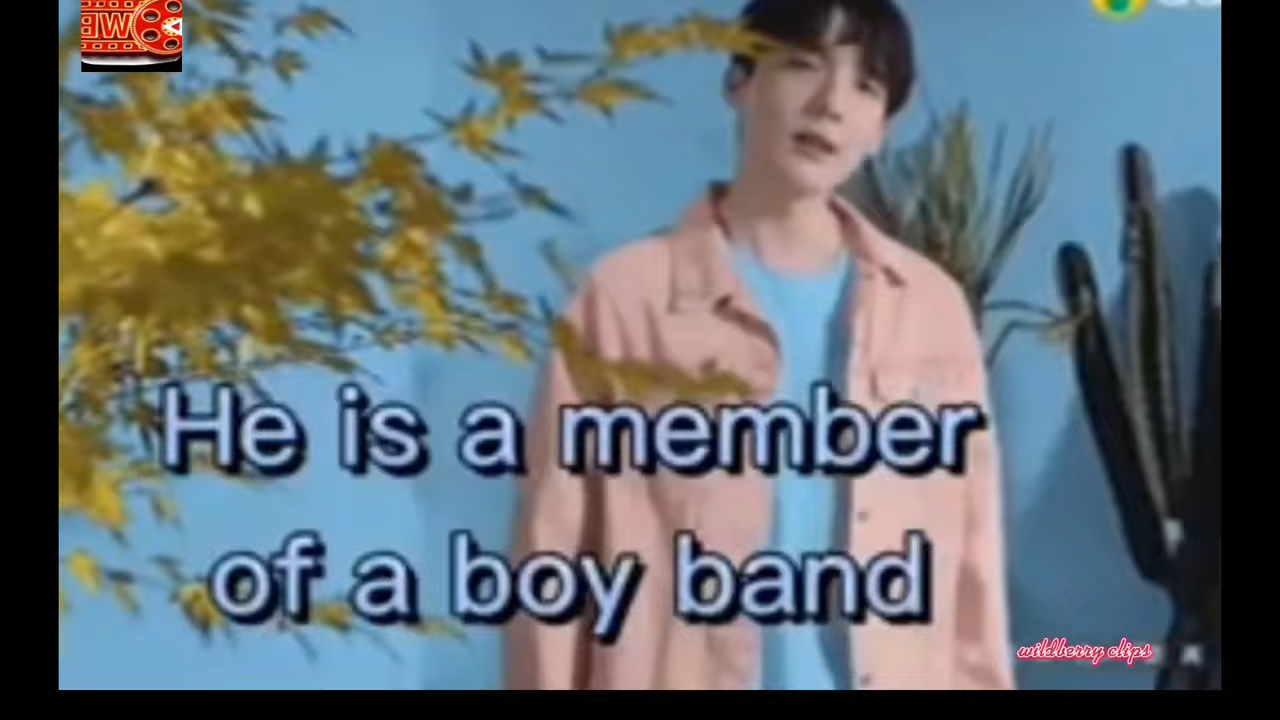 He is a member
of a boy band
wildberry clips